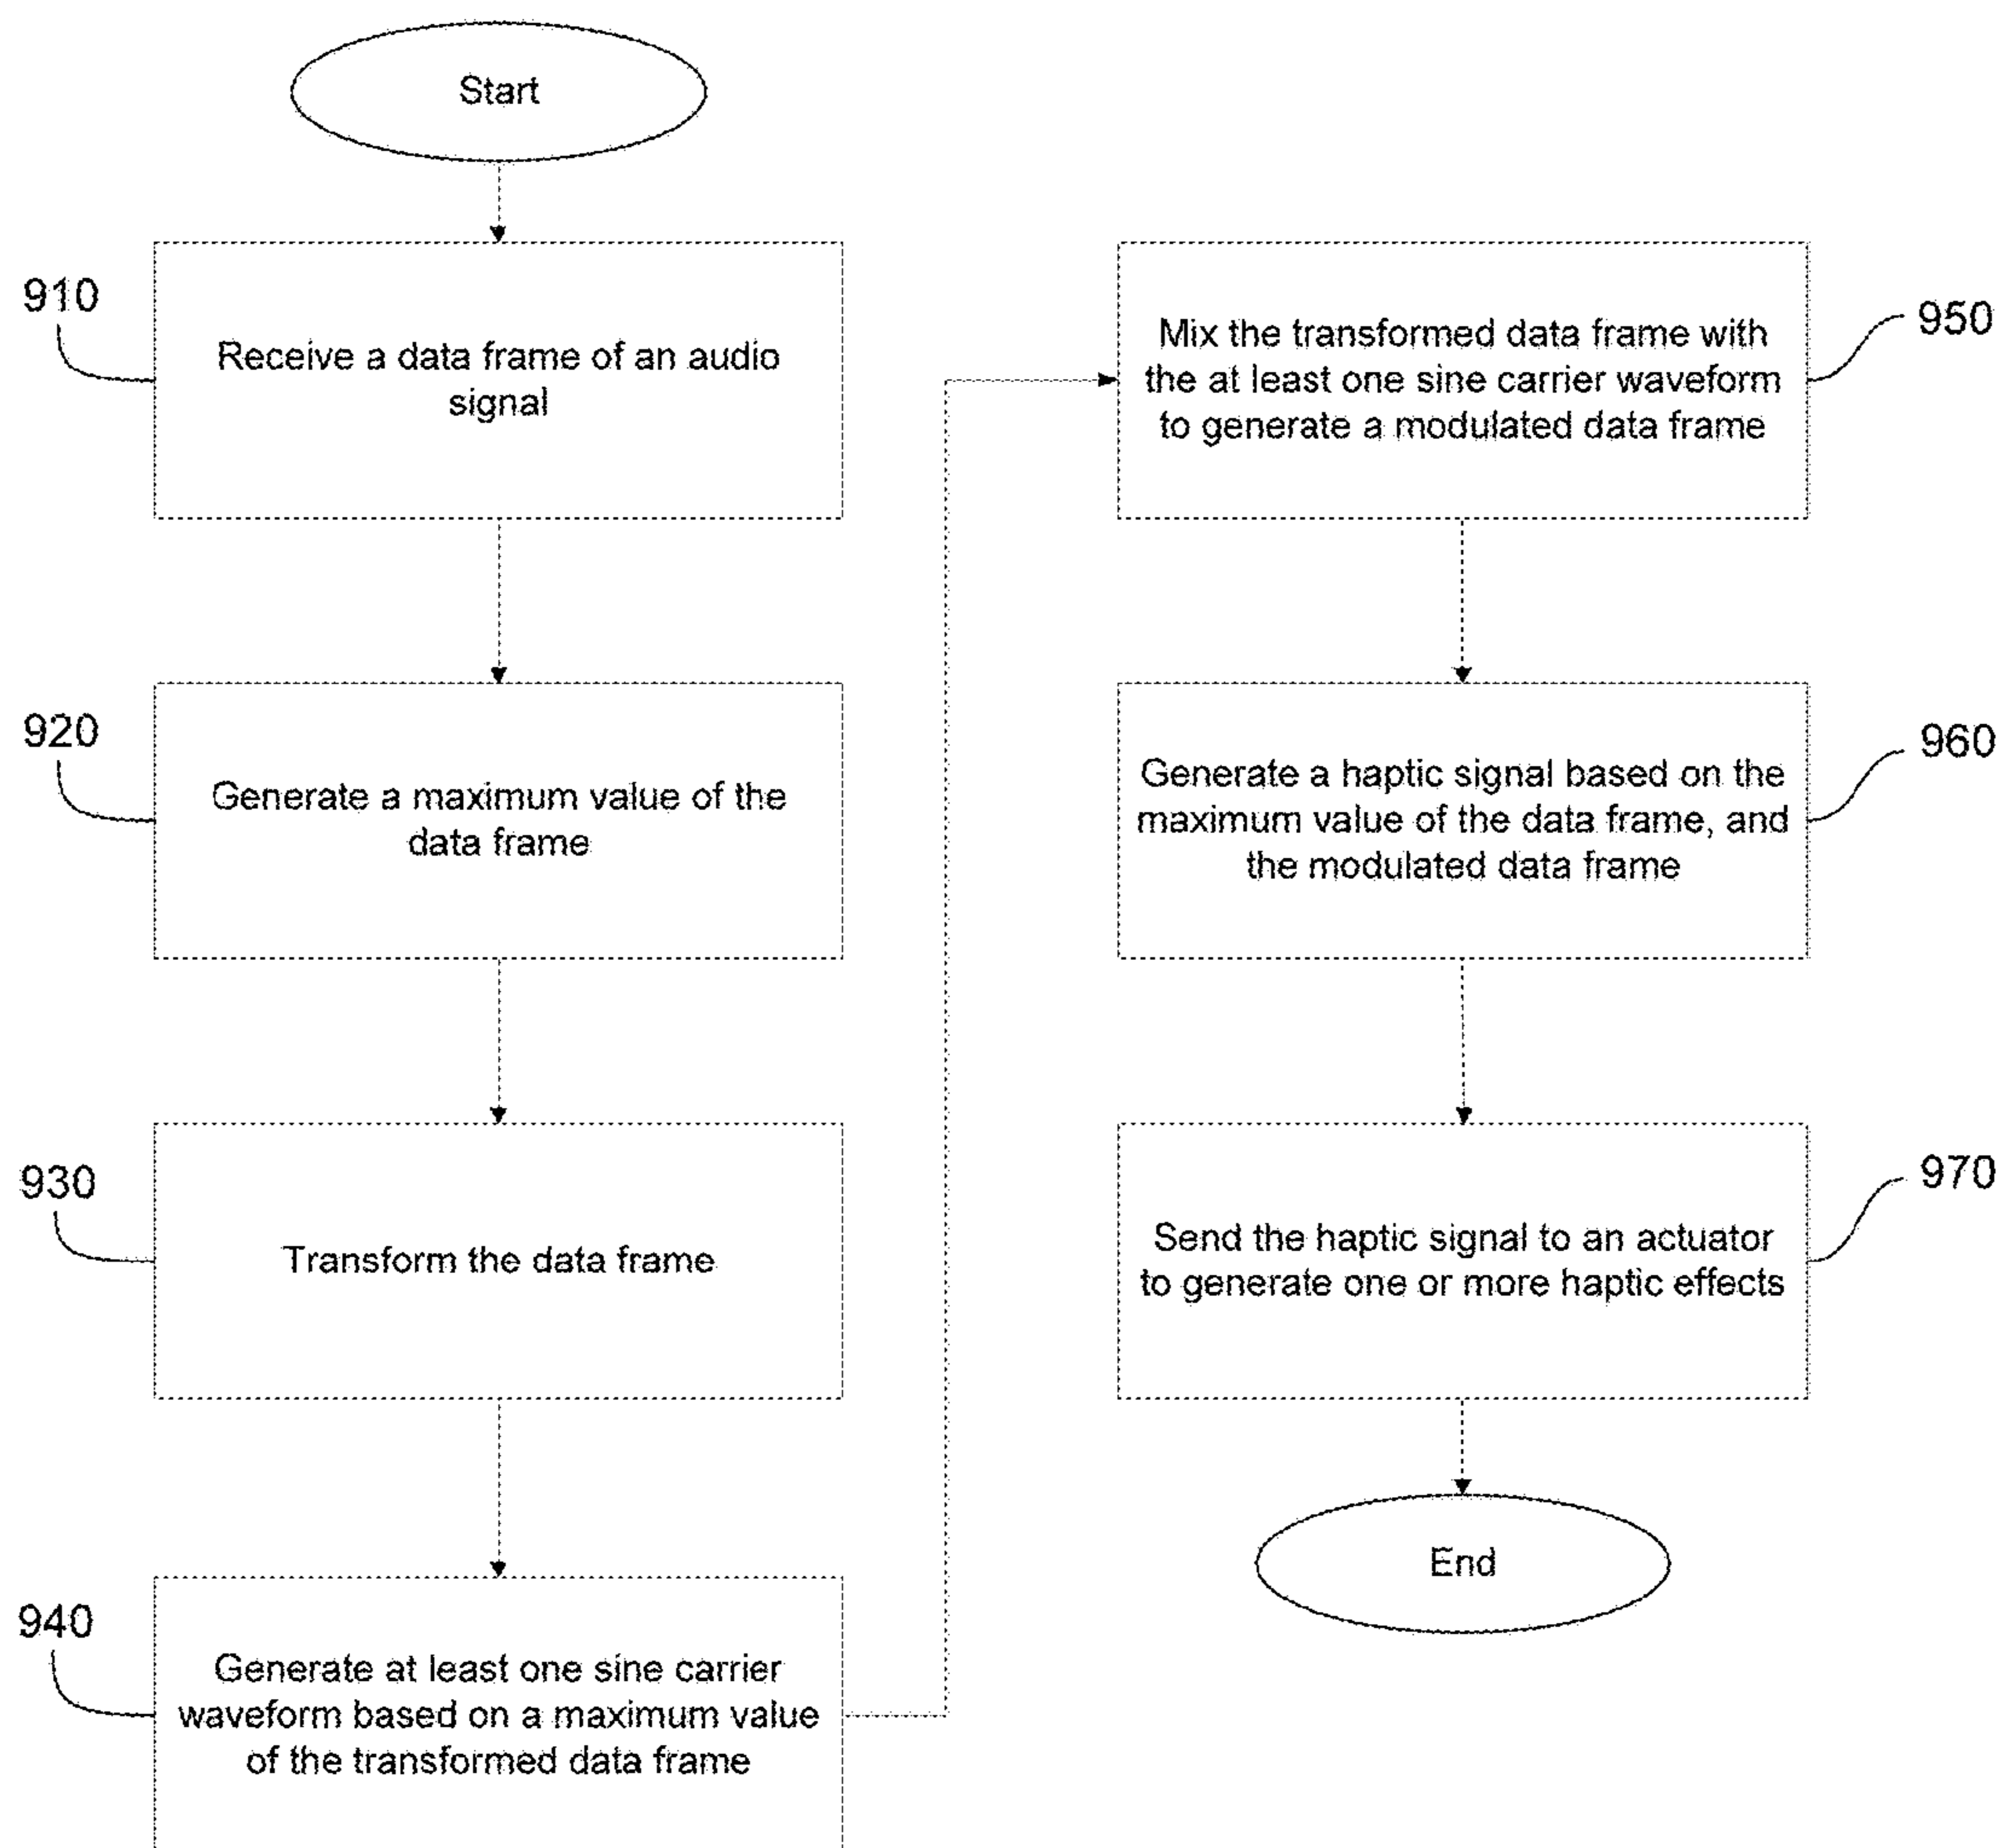 Start
910
Receive a data frame of an audio
signal
920
Generate a maximum value of the
data frame
930
Transform the data frame
940
Generate at least one sine carrier
waveform based on a maximum value
of the transformed data frame
950
Mix the transformed data frame with
the at least one sine carrier waveform
to generate a modulated data frame
960
Generate a haptic signal based on the
maximum value of the data frame, and
the modulated data frame
970
Send the haptic signal to an actuator
to generate one or more haptic effects
End